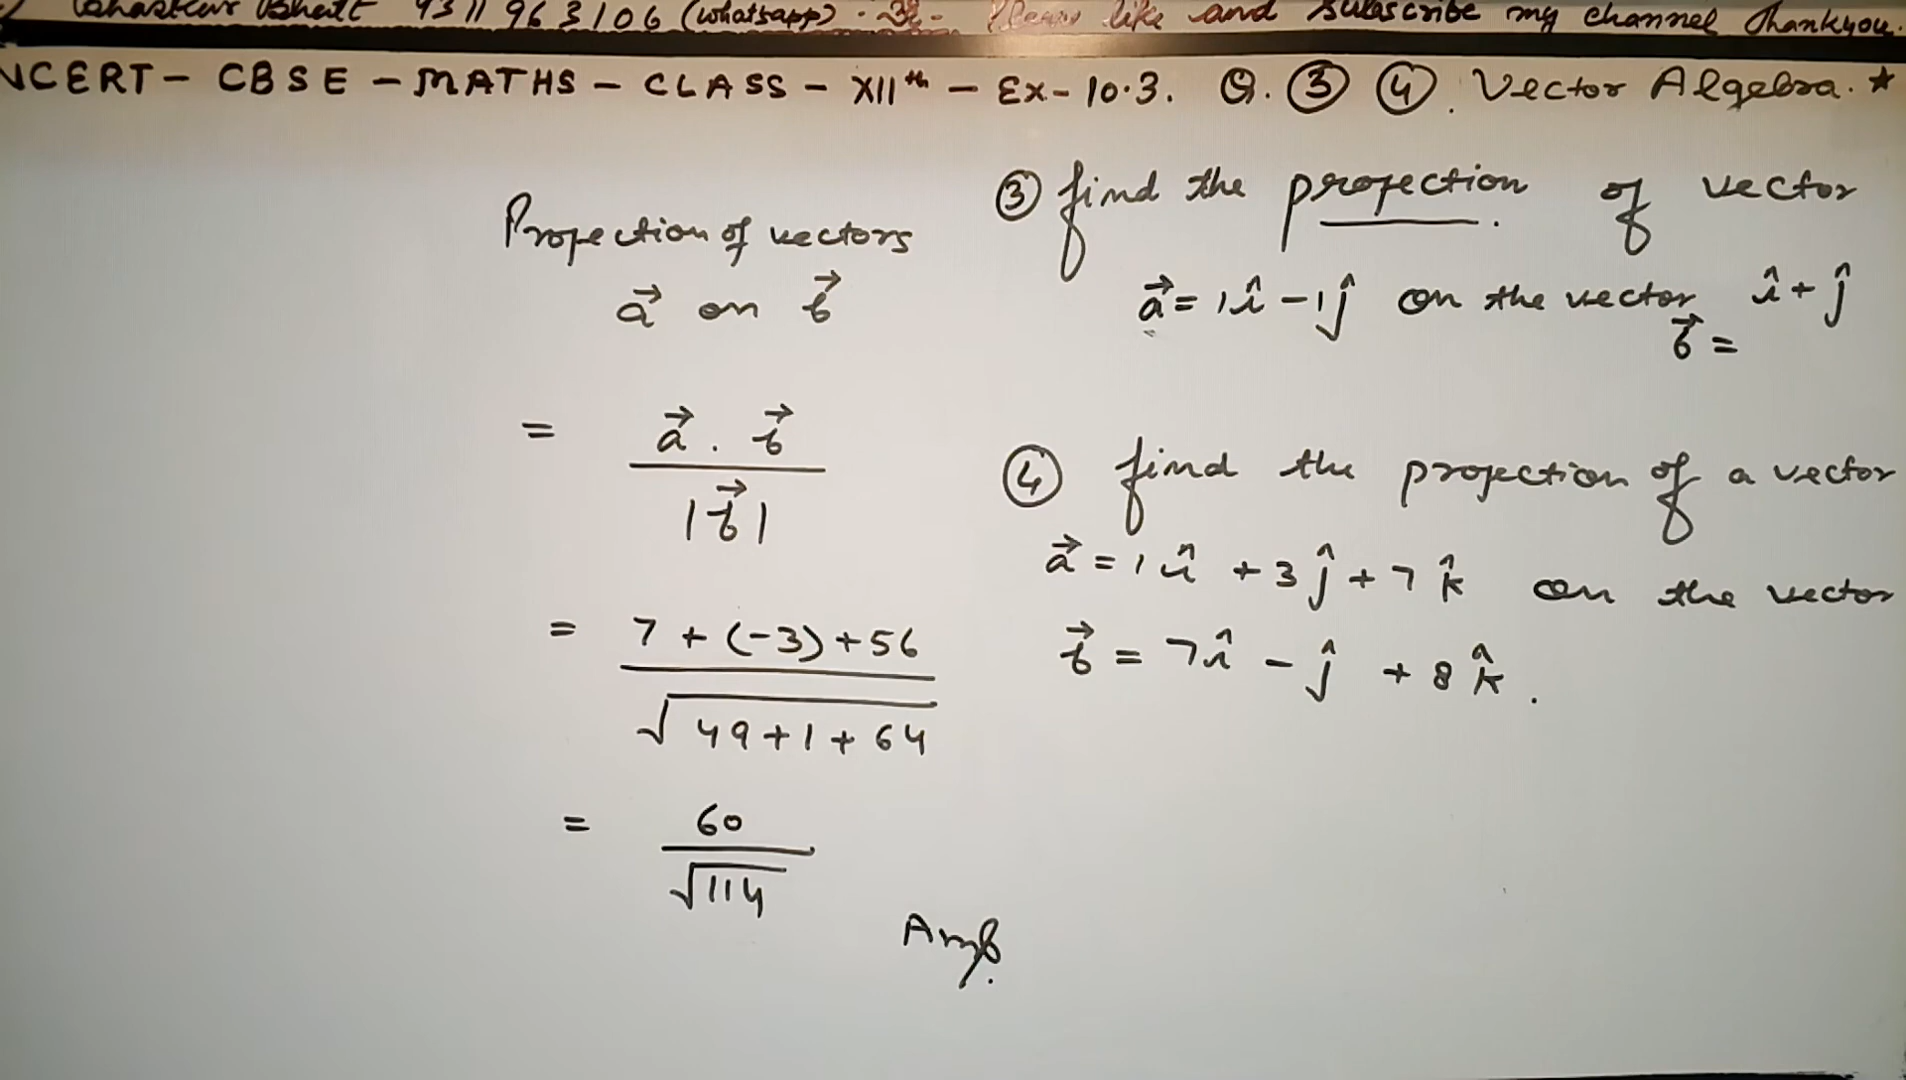 Bhaskar Bhatt 9311963106 (whatsapp). Please like and subscribe my channel Thankyou.
NCERT - CBSE - MATHS - CLASS - XIIth - Ex - 10.3. Q. ③ ④. Vector Algebra. ★
Projection of vectors
a⃗ on b⃗
= a⃗ . b⃗ / |b⃗|
= 7 + (-3) + 56 / √49 + 1 + 64
= 60 / √114
Ans.
③ find the projection of vector
a⃗ = 1î - 1ĵ on the vector î + ĵ
b⃗ =
④ find the projection of a vector
a⃗ = 1î + 3ĵ + 7k̂ on the vector
b⃗ = 7î - ĵ + 8k̂.